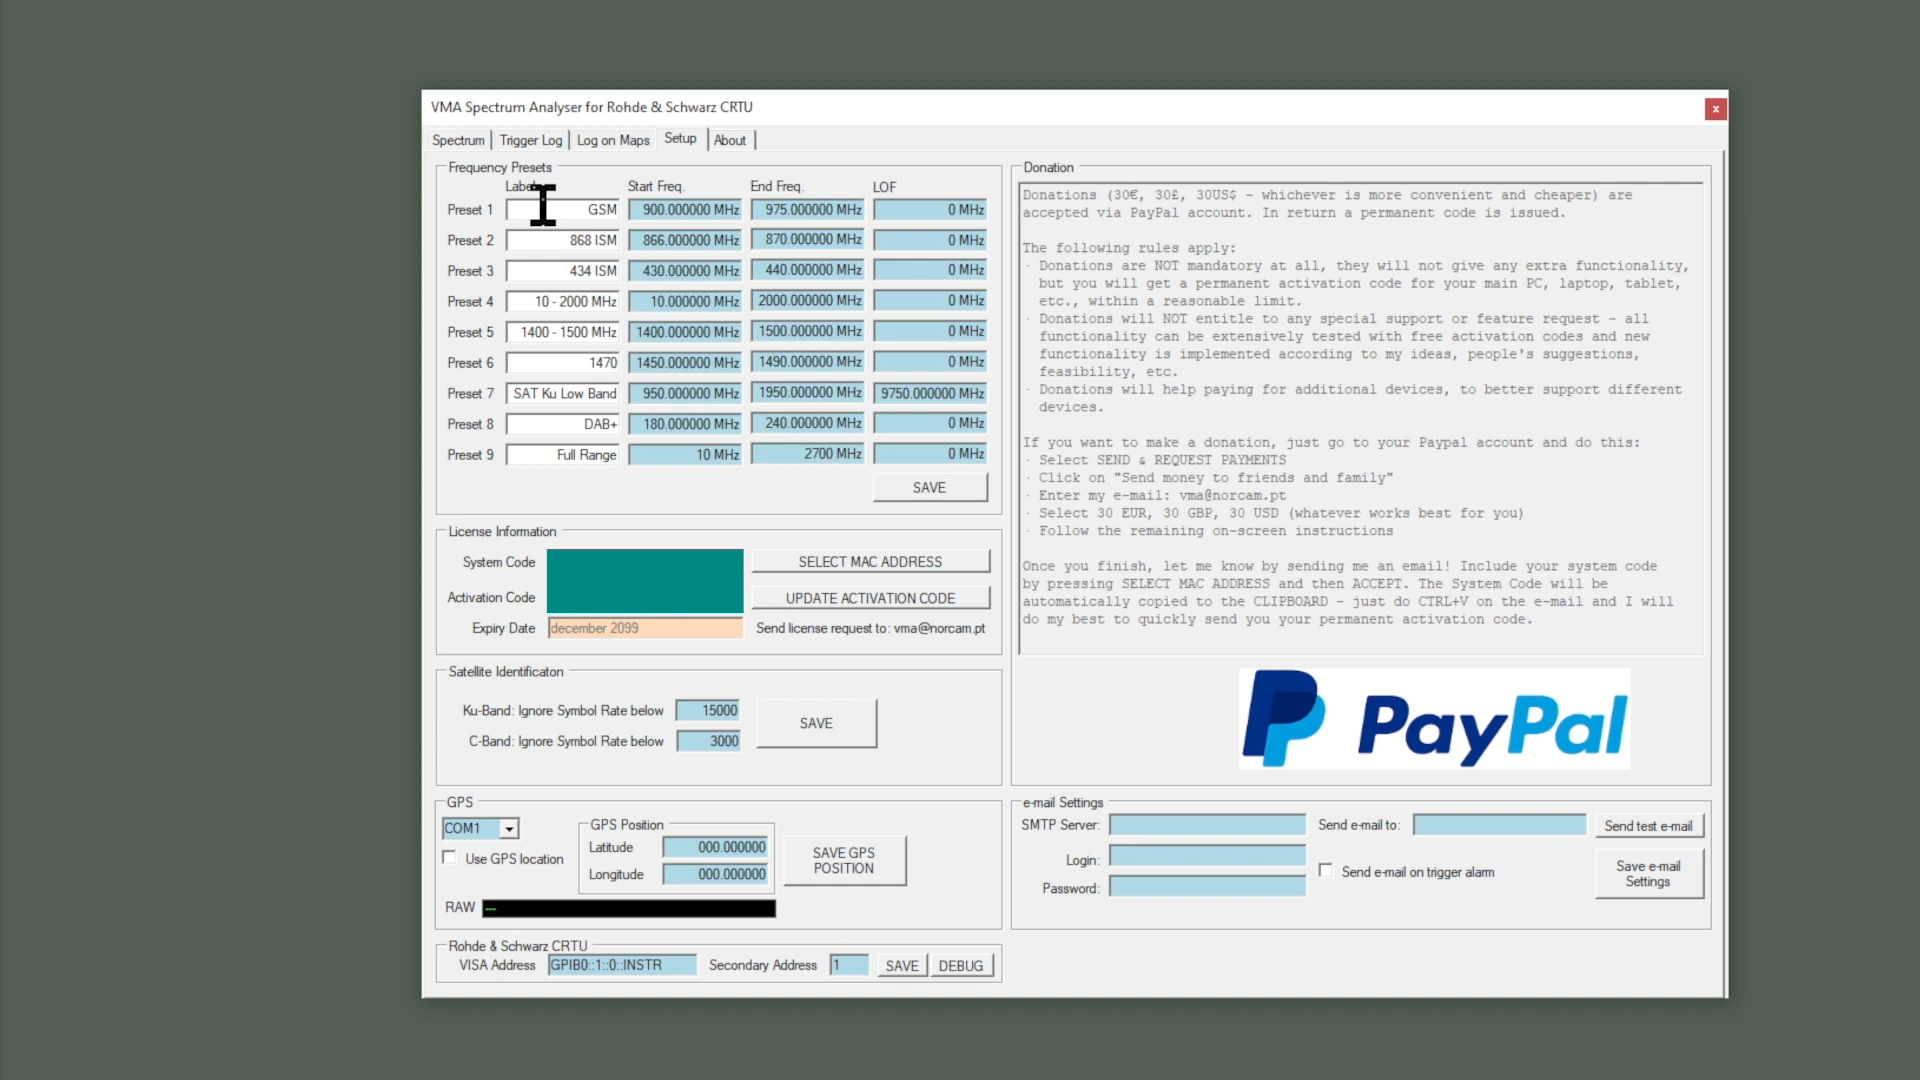 VMA Spectrum Analyser for Rohde & Schwarz CRTU
x
Spectrum Trigger Log Log on Maps Setup About
Frequency Presets
Start Freq. End Freq. LOF
Preset 1 GSM 900.000000 MHz 975.000000 MHz 0 MHz
Preset 2 868 ISM 866.000000 MHz 870.000000 MHz 0 MHz
Preset 3 434 ISM 430.000000 MHz 440.000000 MHz 0 MHz
Preset 4 10 - 2000 MHz 10.000000 MHz 2000.000000 MHz 0 MHz
Preset 5 1400 - 1500 MHz 1400.000000 MHz 1500.000000 MHz 0 MHz
Preset 6 1470 1450.000000 MHz 1490.000000 MHz 0 MHz
Preset 7 SAT Ku Low Band 950.000000 MHz 1950.000000 MHz 9750.000000 MHz
Preset 8 DAB+ 180.000000 MHz 240.000000 MHz 0 MHz
Preset 9 Full Range 10 MHz 2700 MHz 0 MHz
SAVE
License Information
System Code SELECT MAC ADDRESS
Activation Code UPDATE ACTIVATION CODE
Expiry Date december 2099 Send license request to: vma@norcam.pt
Satellite Identificaton
Ku-Band: Ignore Symbol Rate below 15000
C-Band: Ignore Symbol Rate below 3000
SAVE
GPS
COM1
Use GPS location
GPS Position
Latitude 000.000000
Longitude 000.000000
SAVE GPS
POSITION
RAW ---
Rohde & Schwarz CRTU
VISA Address GPIB0::1::0::INSTR Secondary Address 1 SAVE DEBUG
Donation
Donations (30€, 30£, 30US$ - whichever is more convenient and cheaper) are
accepted via PayPal account. In return a permanent code is issued.
The following rules apply:
· Donations are NOT mandatory at all, they will not give any extra functionality,
but you will get a permanent activation code for your main PC, laptop, tablet,
etc., within a reasonable limit.
· Donations will NOT entitle to any special support or feature request - all
functionality can be extensively tested with free activation codes and new
functionality is implemented according to my ideas, people's suggestions,
feasibility, etc.
· Donations will help paying for additional devices, to better support different
devices.
If you want to make a donation, just go to your Paypal account and do this:
· Select SEND & REQUEST PAYMENTS
· Click on "Send money to friends and family"
· Enter my e-mail: vma@norcam.pt
· Select 30 EUR, 30 GBP, 30 USD (whatever works best for you)
· Follow the remaining on-screen instructions
Once you finish, let me know by sending me an email! Include your system code
by pressing SELECT MAC ADDRESS and then ACCEPT. The System Code will be
automatically copied to the CLIPBOARD - just do CTRL+V on the e-mail and I will
do my best to quickly send you your permanent activation code.
PayPal
e-mail Settings
SMTP Server: Send e-mail to: Send test e-mail
Login:
Password:
Send e-mail on trigger alarm
Save e-mail
Settings